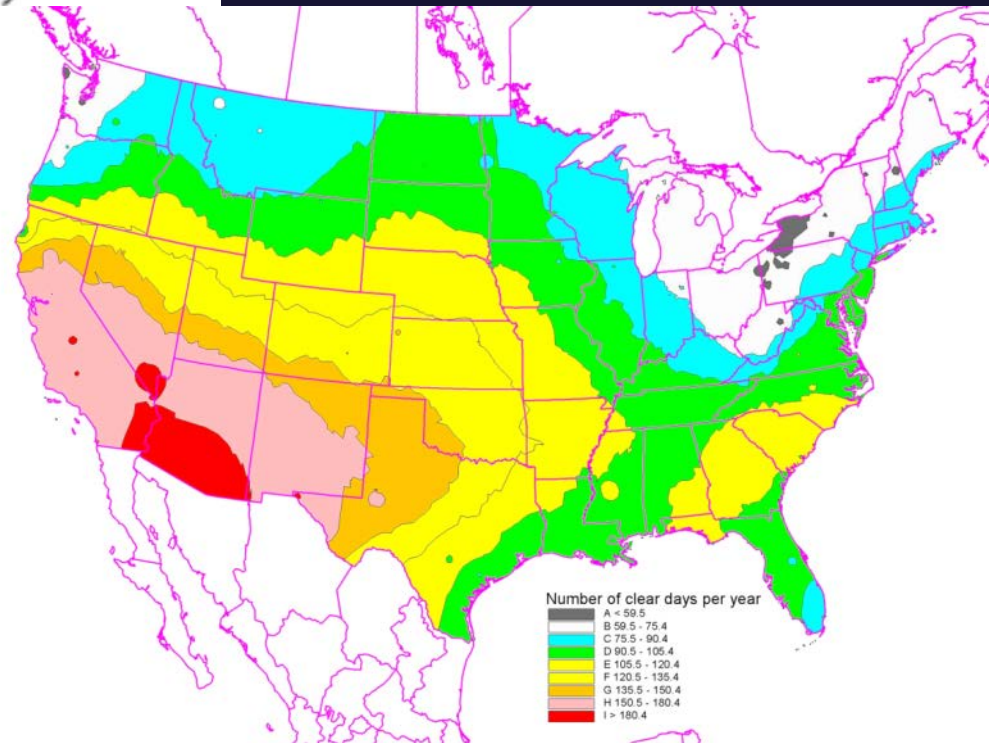 Number of clear days per year
A < 59.5
B 59.5 - 75.4
C 75.5 - 90.4
D 90.5 - 105.4
E 105.5 - 120.4
F 120.5 - 135.4
G 135.5 - 150.4
H 150.5 - 180.4
I > 180.4